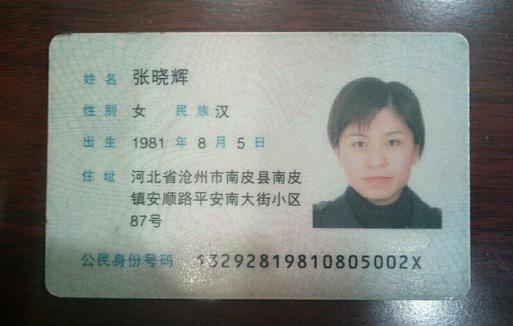 姓名 张晓辉
性别 女 民族 汉
出生 1981 年 8 月 5 日
住址 河北省沧州市南皮县南皮
镇安顺路平安南大街小区
87号
公民身份号码 13292819810805002X